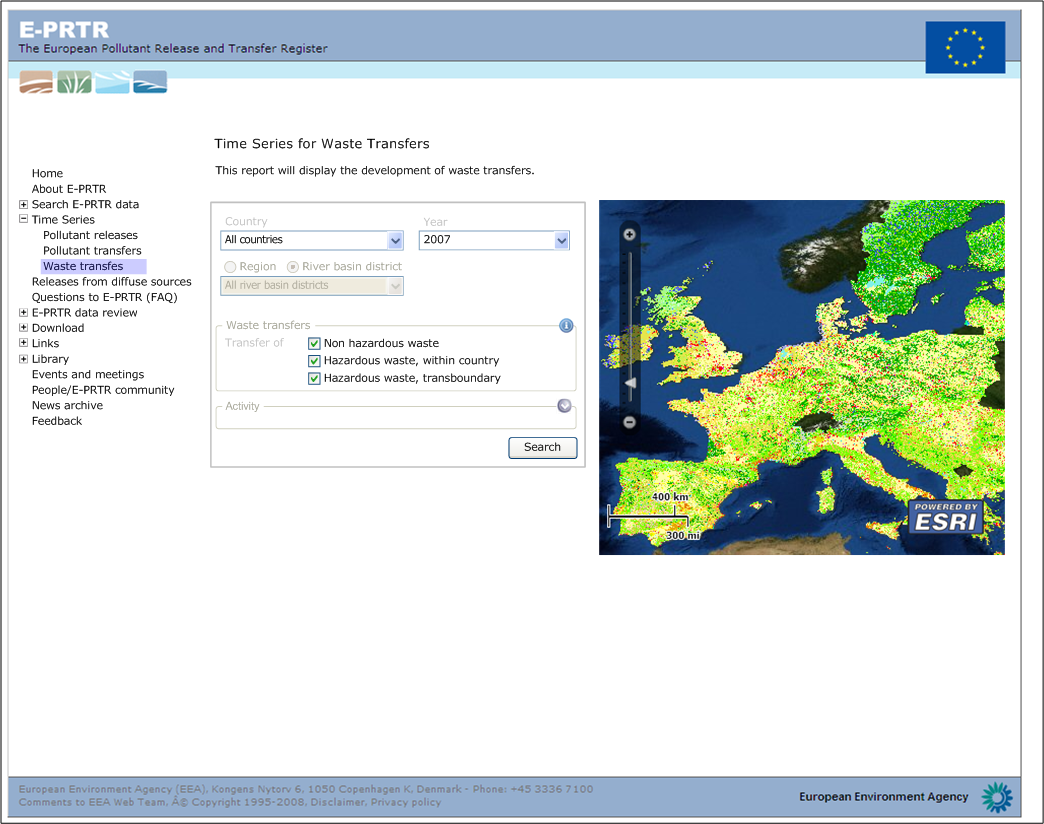 E-PRTR
The European Pollutant Release and Transfer Register
Time Series for Waste Transfers
This report will display the development of waste transfers.
Home
About E-PRTR
Search E-PRTR data
Time Series
Pollutant releases
Pollutant transfers
Waste transfes
Releases from diffuse sources
Questions to E-PRTR (FAQ)
E-PRTR data review
Download
Links
Library
Events and meetings
People/E-PRTR community
News archive
Feedback
Country Year
All countries 2007
Region River basin district
All river basin districts
Waste transfers
Transfer of Non hazardous waste
Hazardous waste, within country
Hazardous waste, transboundary
Activity
Search
400 km
300 mi
POWERED BY
ESRI
European Environment Agency (EEA), Kongens Nytorv 6, 1050 Copenhagen K, Denmark - Phone: +45 3336 7100
Comments to EEA Web Team, Â© Copyright 1995-2008. Disclaimer. Privacy policy
European Environment Agency